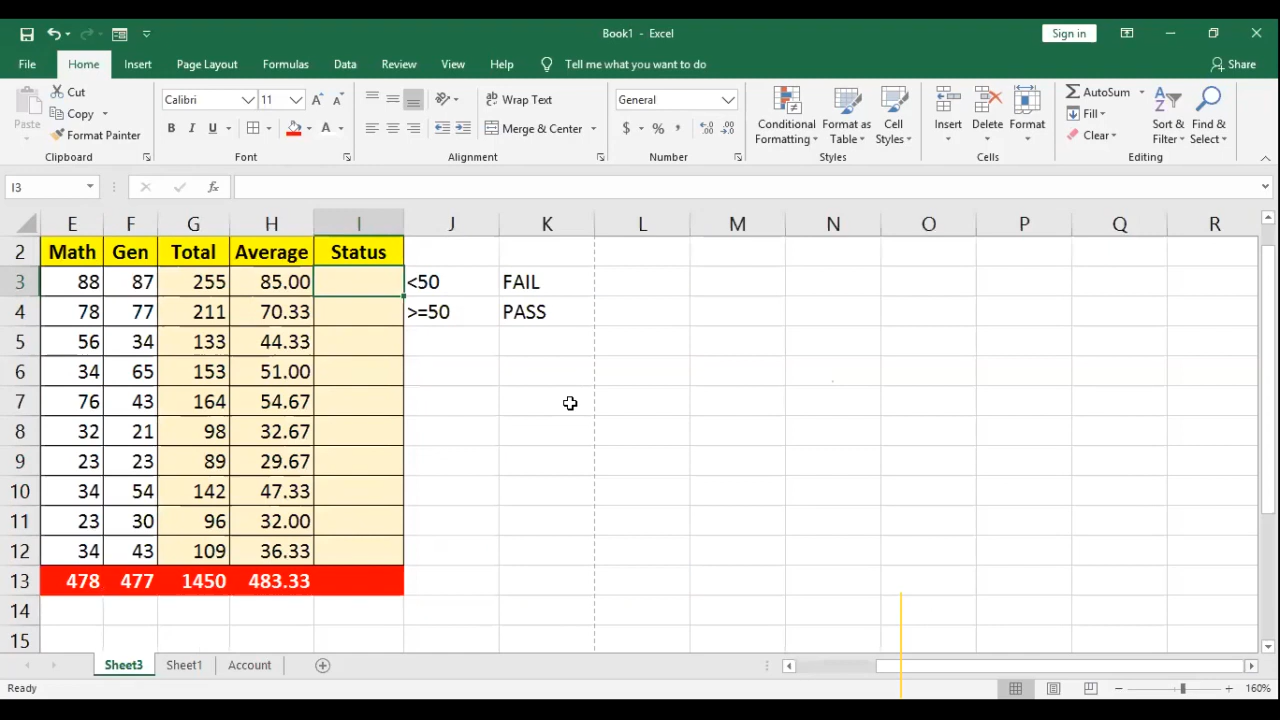 Book1 - Excel
Sign in
File Home Insert Page Layout Formulas Data Review View Help Tell me what you want to do Share
Paste Cut Copy Format Painter Clipboard
Calibri 11 B I U A Font
Wrap Text Merge & Center Alignment
General $ % , Number
Conditional Formatting Format as Table Cell Styles Styles
Insert Delete Format Cells
AutoSum Fill Clear Sort & Filter Find & Select Editing
I3 fx
E F G H I J K L M N O P Q R
2 Math Gen Total Average Status
3 88 87 255 85.00 <50 FAIL
4 78 77 211 70.33 >=50 PASS
5 56 34 133 44.33
6 34 65 153 51.00
7 76 43 164 54.67
8 32 21 98 32.67
9 23 23 89 29.67
10 34 54 142 47.33
11 23 30 96 32.00
12 34 43 109 36.33
13 478 477 1450 483.33
14
15
Sheet3 Sheet1 Account
Ready 160%